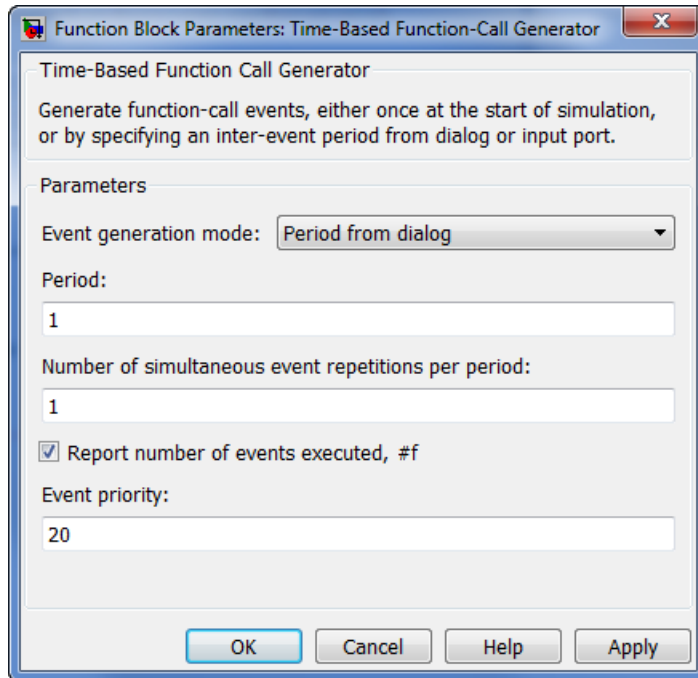 Function Block Parameters: Time-Based Function-Call Generator
Time-Based Function Call Generator
Generate function-call events, either once at the start of simulation,
or by specifying an inter-event period from dialog or input port.
Parameters
Event generation mode: Period from dialog
Period:
1
Number of simultaneous event repetitions per period:
1
Report number of events executed, #f
Event priority:
20
OK Cancel Help Apply